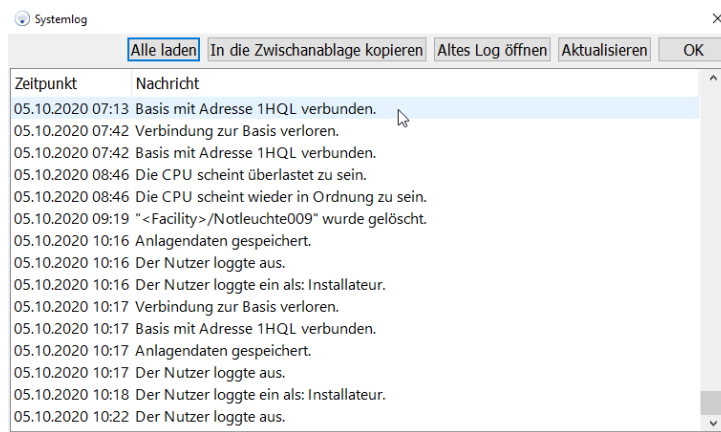 Systemlog
Alle laden In die Zwischanablage kopieren Altes Log öffnen Aktualisieren OK
Zeitpunkt Nachricht
05.10.2020 07:13 Basis mit Adresse 1HQL verbunden.
05.10.2020 07:42 Verbindung zur Basis verloren.
05.10.2020 07:42 Basis mit Adresse 1HQL verbunden.
05.10.2020 08:46 Die CPU scheint überlastet zu sein.
05.10.2020 08:46 Die CPU scheint wieder in Ordnung zu sein.
05.10.2020 09:19 "<Facility>/Notleuchte009" wurde gelöscht.
05.10.2020 10:16 Anlagendaten gespeichert.
05.10.2020 10:16 Der Nutzer loggte aus.
05.10.2020 10:16 Der Nutzer loggte ein als: Installateur.
05.10.2020 10:17 Verbindung zur Basis verloren.
05.10.2020 10:17 Basis mit Adresse 1HQL verbunden.
05.10.2020 10:17 Anlagendaten gespeichert.
05.10.2020 10:17 Der Nutzer loggte aus.
05.10.2020 10:18 Der Nutzer loggte ein als: Installateur.
05.10.2020 10:22 Der Nutzer loggte aus.